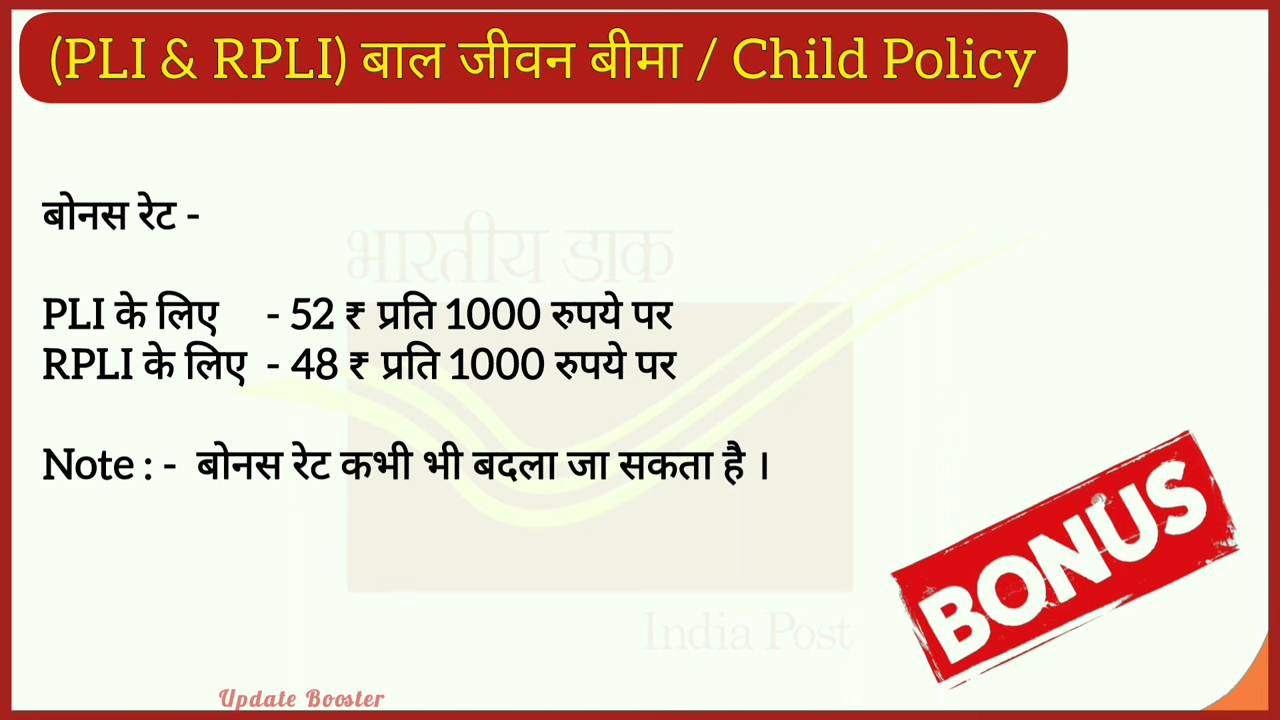 (PLI & RPLI) बाल जीवन बीमा / Child Policy
बोनस रेट -
भारतीय डाक
PLI के लिए - 52 ₹ प्रति 1000 रुपये पर
RPLI के लिए - 48 ₹ प्रति 1000 रुपये पर
Note : - बोनस रेट कभी भी बदला जा सकता है ।
BONUS
India Post
Update Booster